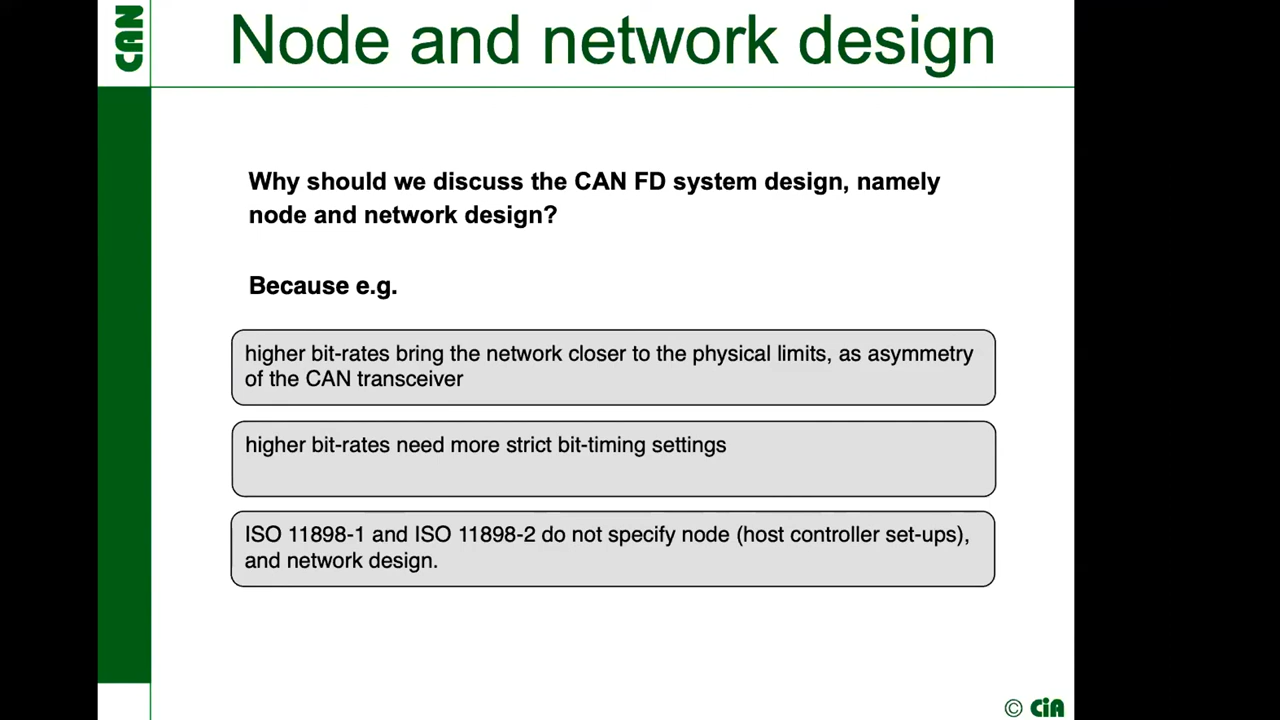 CAN
Node and network design
Why should we discuss the CAN FD system design, namely
node and network design?
Because e.g.
higher bit-rates bring the network closer to the physical limits, as asymmetry
of the CAN transceiver
higher bit-rates need more strict bit-timing settings
ISO 11898-1 and ISO 11898-2 do not specify node (host controller set-ups),
and network design.
© CiA